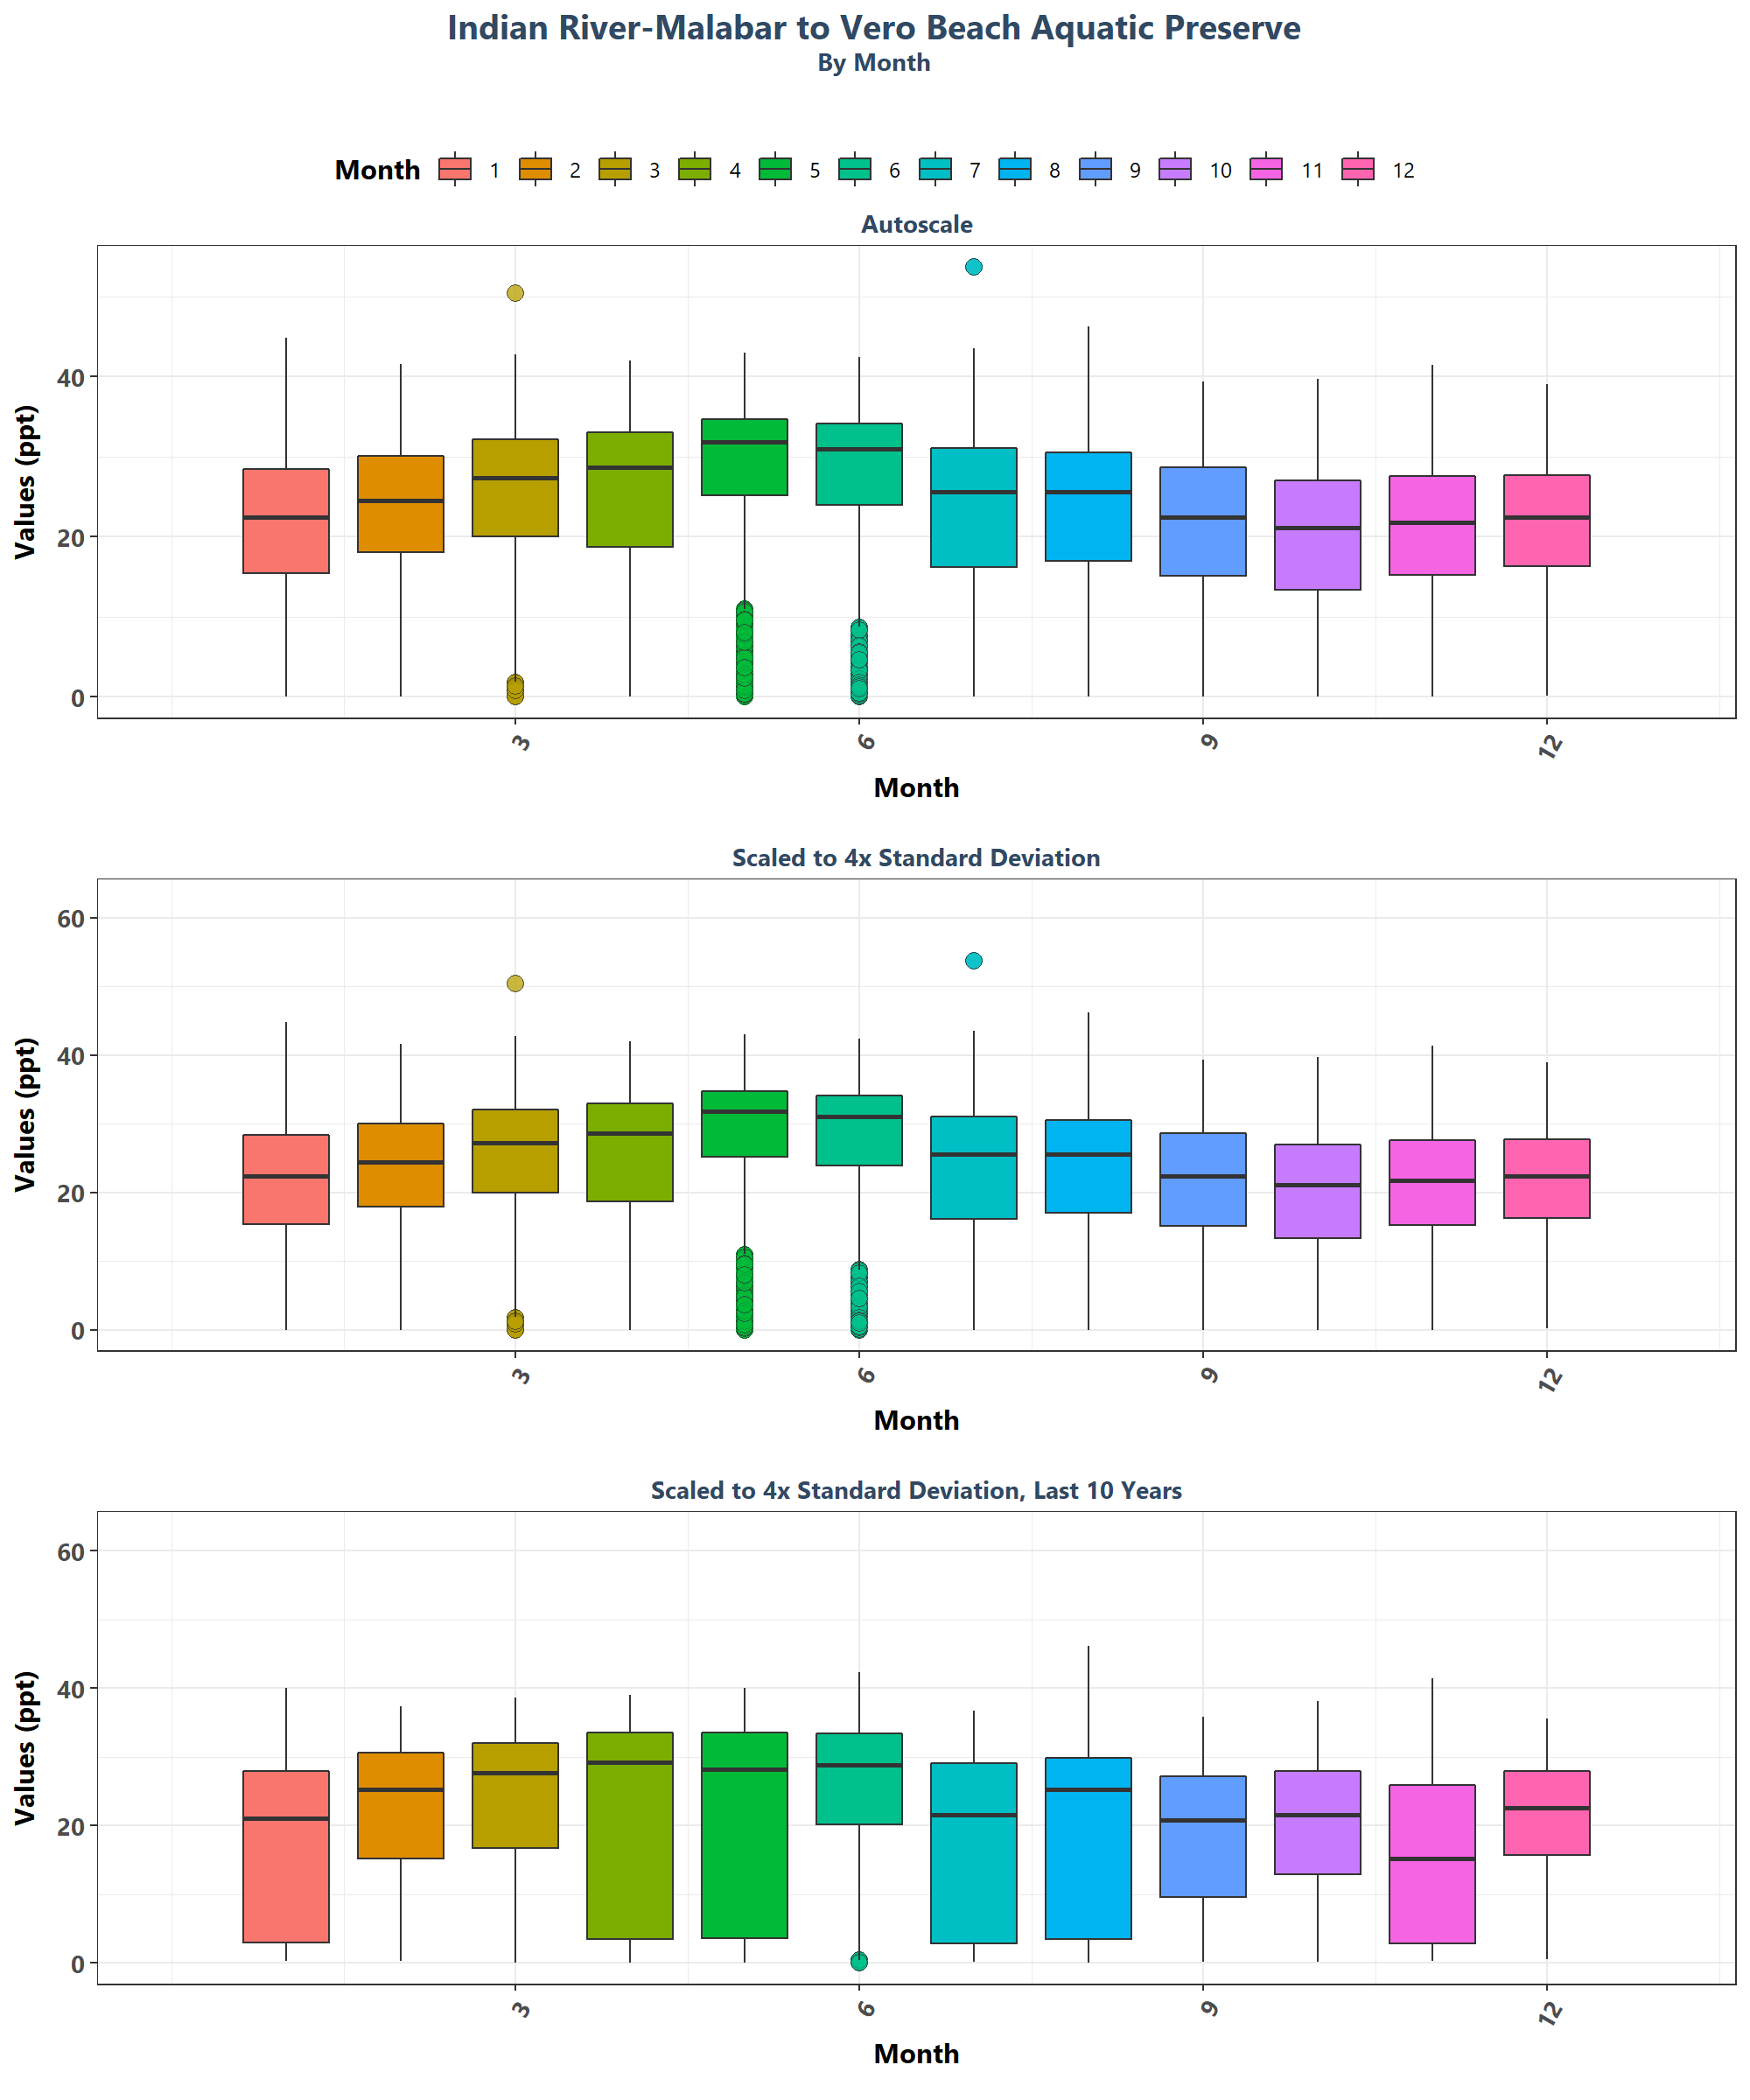 Indian River-Malabar to Vero Beach Aquatic Preserve
By Month
Month 1 2 3 4 5 6 7 8 9 10 11 12
Autoscale
Values (ppt)
40
20
0
3 6 9 12
Month
Scaled to 4x Standard Deviation
Values (ppt)
60
40
20
0
3 6 9 12
Month
Scaled to 4x Standard Deviation, Last 10 Years
Values (ppt)
60
40
20
0
3 6 9 12
Month